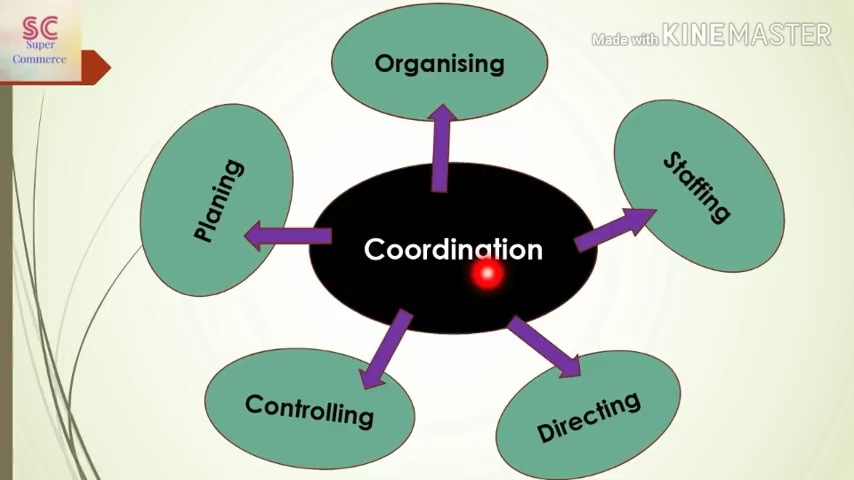 SC
Super
Commerce
Made with KINEMASTER
Organising
Planing
Staffing
Coordination
Controlling
Directing